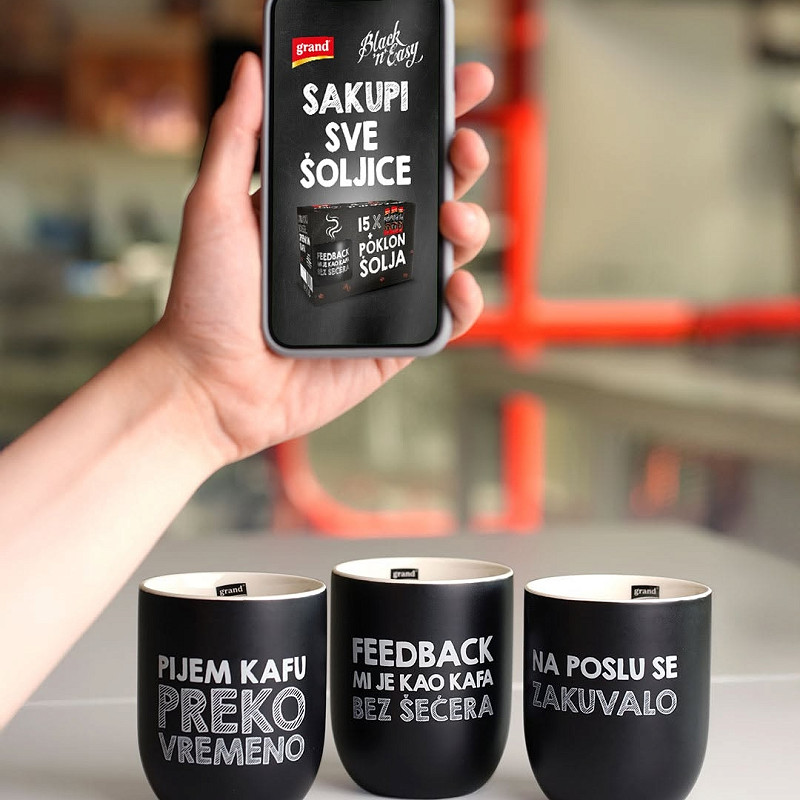 grand
Black
'n' Easy
SAKUPI
SVE
ŠOLJICE
15 X
+
POKLON
ŠOLJA
FEEDBACK
MI JE KAO KAFA
BEZ ŠEĆERA
grand
grand
grand
PIJEM KAFU
PREKO
VREMENO
FEEDBACK
MI JE KAO KAFA
BEZ ŠEĆERA
NA POSLU SE
ZAKUVALO